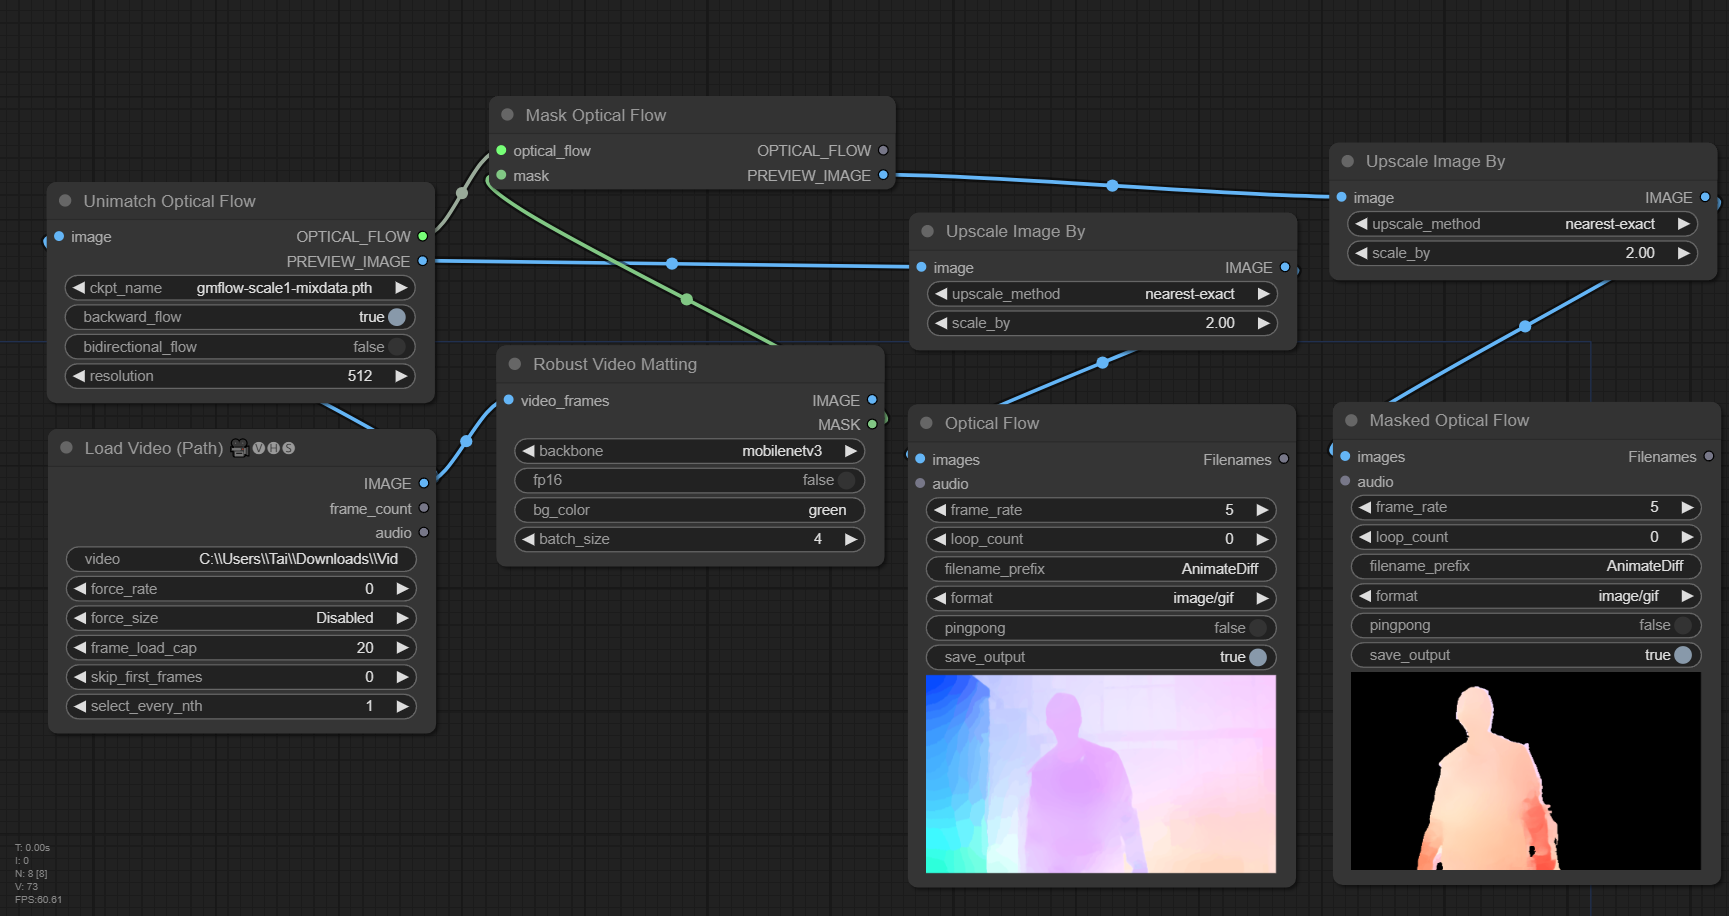 Mask Optical Flow
optical_flow OPTICAL_FLOW
mask PREVIEW_IMAGE
Unimatch Optical Flow
image OPTICAL_FLOW
PREVIEW_IMAGE
ckpt_name gmflow-scale1-mixdata.pth
backward_flow true
bidirectional_flow false
resolution 512
Load Video (Path) 🎥🅥🅗🅢
IMAGE
frame_count
audio
video C:\\Users\\Tai\\Downloads\\Vid
force_rate 0
force_size Disabled
frame_load_cap 20
skip_first_frames 0
select_every_nth 1
Robust Video Matting
video_frames IMAGE
MASK
backbone mobilenetv3
fp16 false
bg_color green
batch_size 4
Upscale Image By
image IMAGE
upscale_method nearest-exact
scale_by 2.00
Optical Flow
images Filenames
audio
frame_rate 5
loop_count 0
filename_prefix AnimateDiff
format image/gif
pingpong false
save_output true
Upscale Image By
image IMAGE
upscale_method nearest-exact
scale_by 2.00
Masked Optical Flow
images Filenames
audio
frame_rate 5
loop_count 0
filename_prefix AnimateDiff
format image/gif
pingpong false
save_output true
T: 0.00s
I: 0
N: 8 [8]
V: 73
FPS:60.61